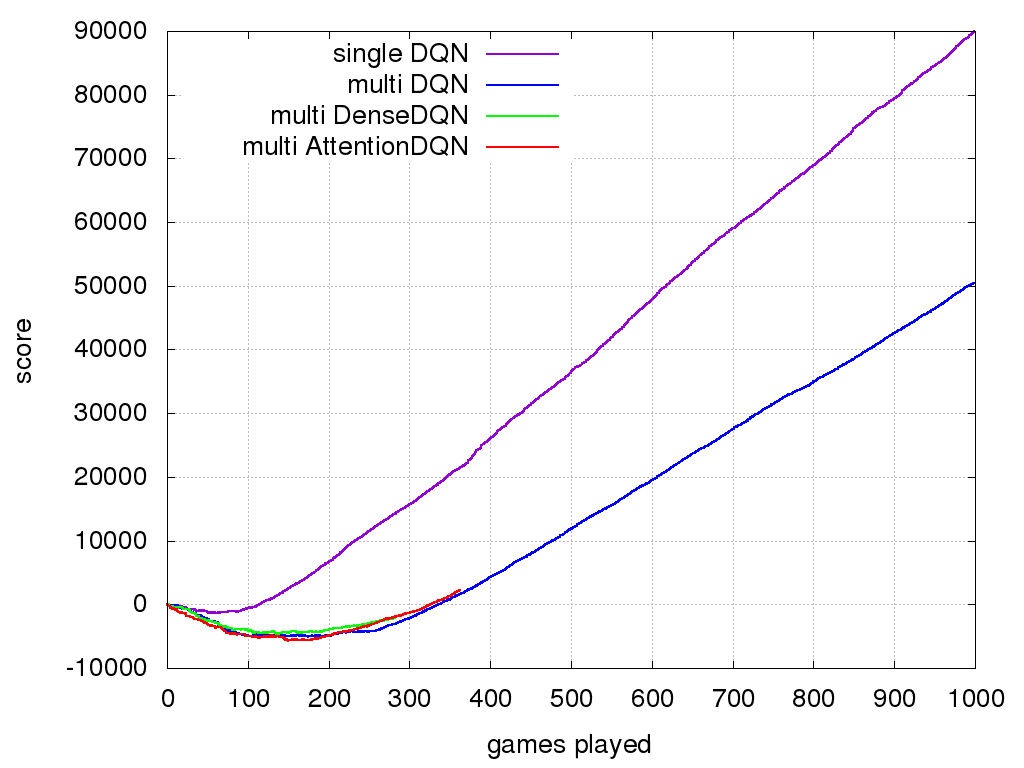 90000
80000
70000
60000
50000
40000
30000
20000
10000
0
-10000
score
single DQN
multi DQN
multi DenseDQN
multi AttentionDQN
0 100 200 300 400 500 600 700 800 900 1000
games played